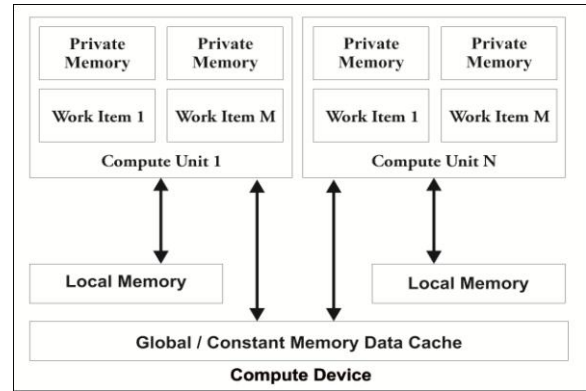 Private Memory
Private Memory
Private Memory
Private Memory
Work Item 1
Work Item M
Work Item 1
Work Item M
Compute Unit 1
Compute Unit N
Local Memory
Local Memory
Global / Constant Memory Data Cache
Compute Device